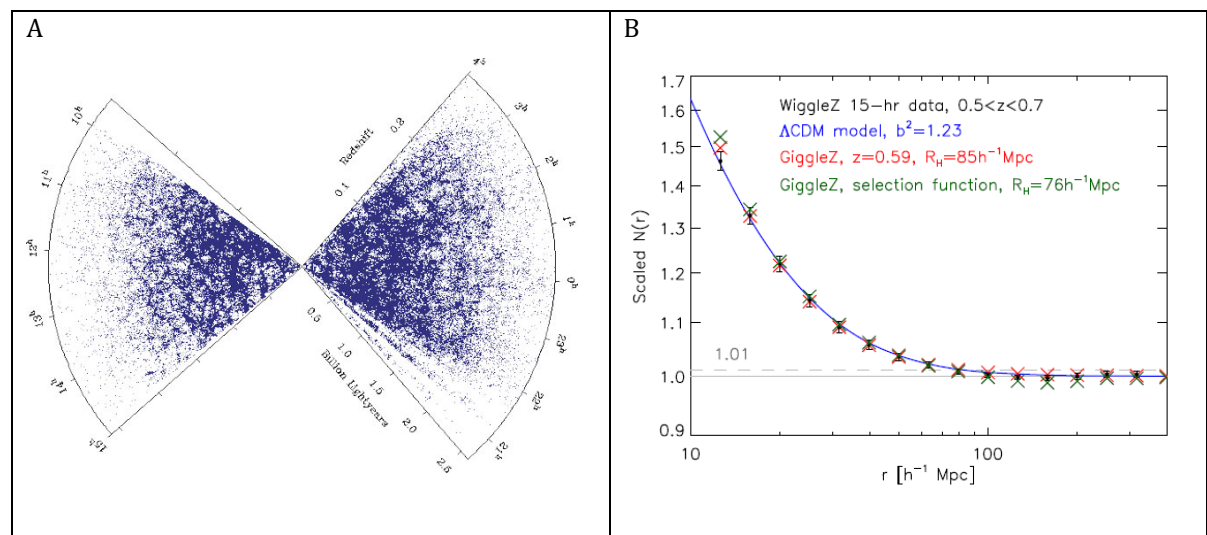 A
10ʰ
11ʰ
12ʰ
13ʰ
14ʰ
15ʰ
4ʰ
3ʰ
2ʰ
1ʰ
0ʰ
23ʰ
22ʰ
21ʰ
Redshift
0.1
0.5
1.0
1.5
2.0
2.5
Billion Lightyears
B
WiggleZ 15-hr data, 0.5<z<0.7
ΛCDM model, b²=1.23
GiggleZ, z=0.59, R_H=85h⁻¹Mpc
GiggleZ, selection function, R_H=76h⁻¹Mpc
1.01
Scaled N(r)
1.7
1.6
1.5
1.4
1.3
1.2
1.1
1.0
0.9
10
100
r [h⁻¹ Mpc]